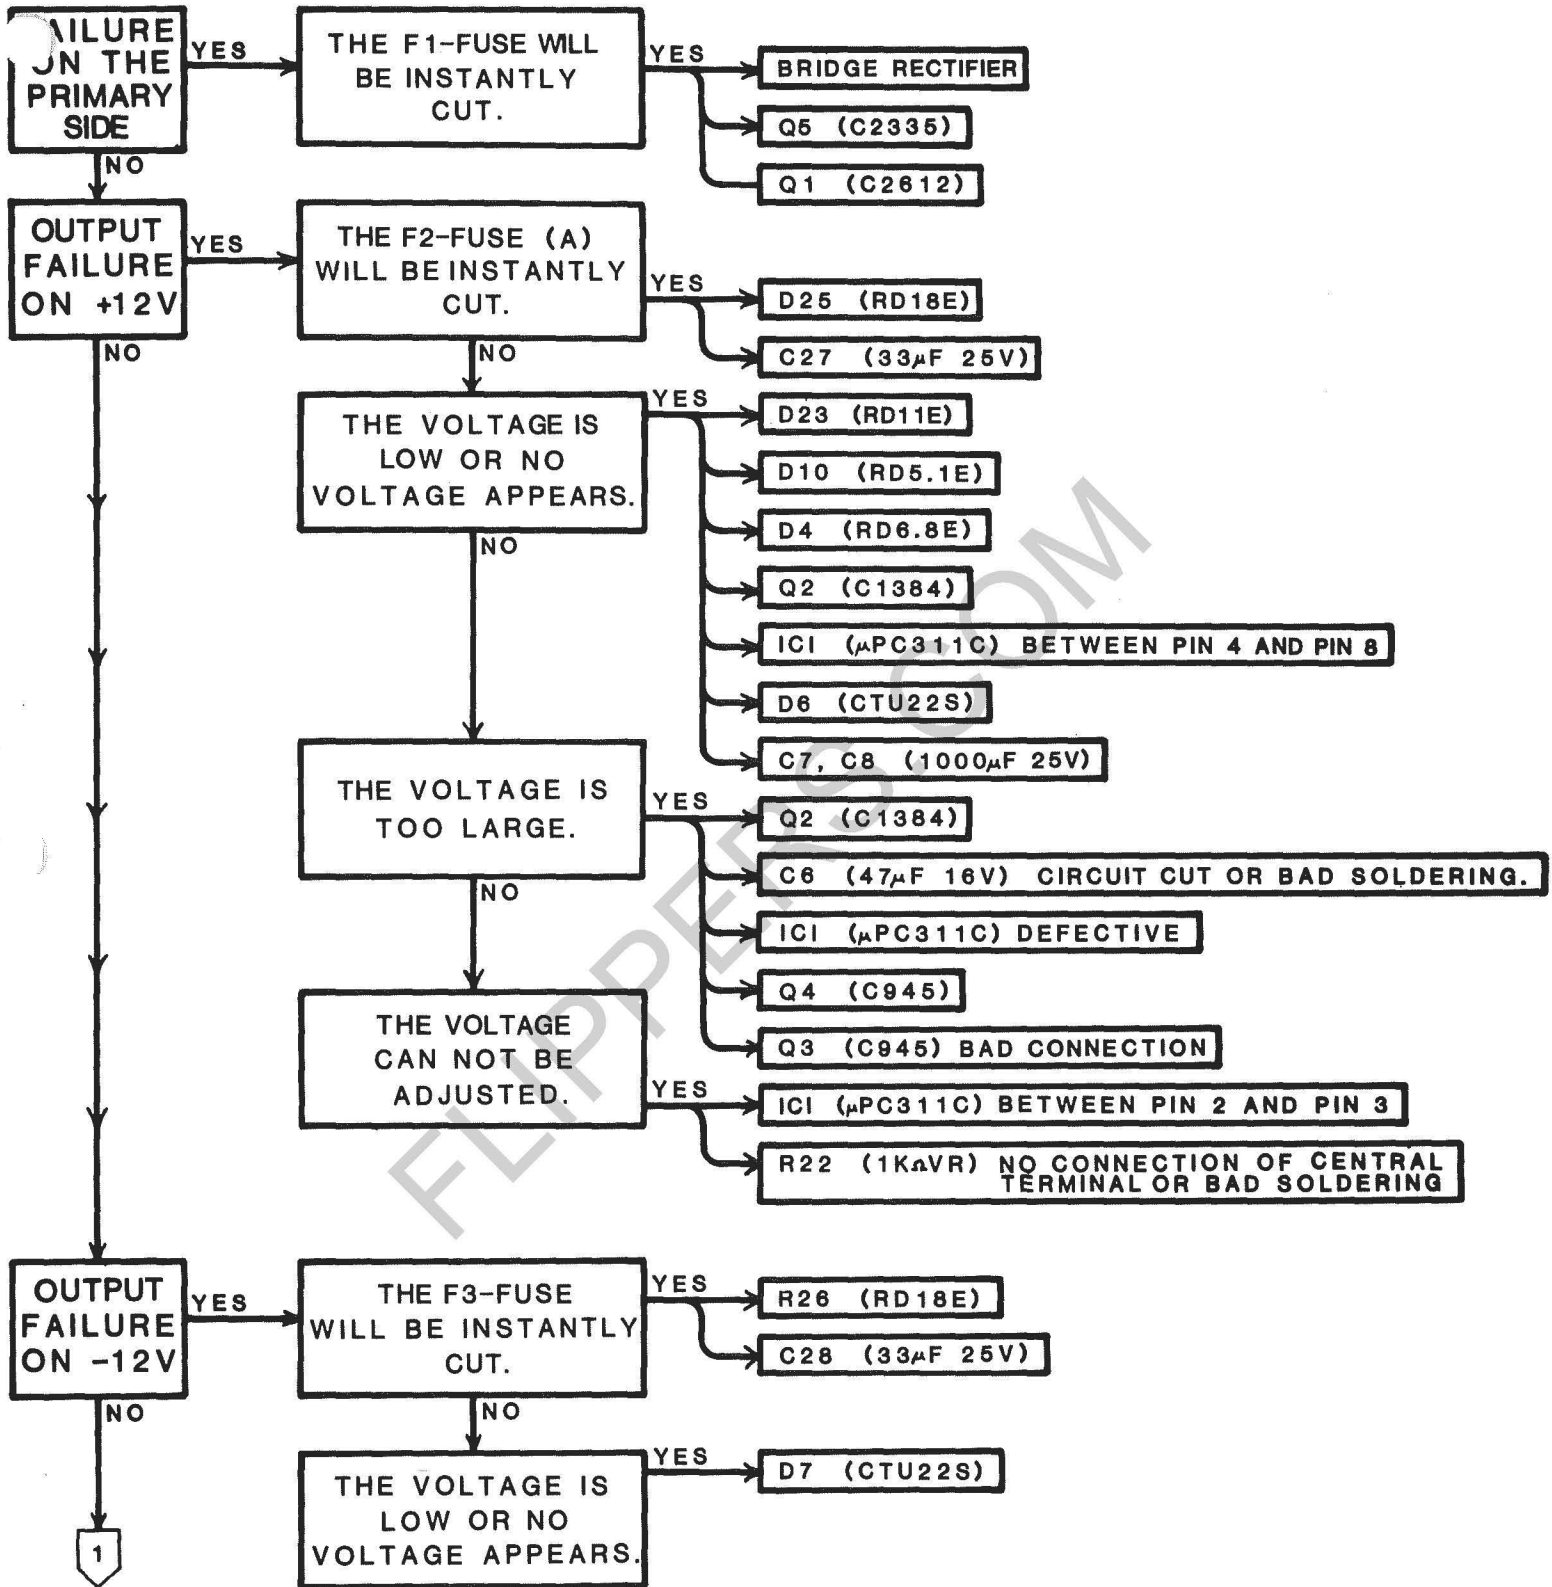 AILURE
ON THE
PRIMARY
SIDE
YES
THE F1-FUSE WILL
BE INSTANTLY
CUT.
YES
BRIDGE RECTIFIER
Q5 (C2335)
Q1 (C2612)
NO
OUTPUT
FAILURE
ON +12V
YES
THE F2-FUSE (A)
WILL BE INSTANTLY
CUT.
YES
D25 (RD18E)
C27 (33µF 25V)
NO
NO
THE VOLTAGE IS
LOW OR NO
VOLTAGE APPEARS.
YES
D23 (RD11E)
D10 (RD5.1E)
D4 (RD6.8E)
Q2 (C1384)
ICI (µPC311C) BETWEEN PIN 4 AND PIN 8
D6 (CTU22S)
C7, C8 (1000µF 25V)
NO
THE VOLTAGE IS
TOO LARGE.
YES
Q2 (C1384)
C6 (47µF 16V) CIRCUIT CUT OR BAD SOLDERING.
ICI (µPC311C) DEFECTIVE
Q4 (C945)
Q3 (C945) BAD CONNECTION
NO
THE VOLTAGE
CAN NOT BE
ADJUSTED.
YES
ICI (µPC311C) BETWEEN PIN 2 AND PIN 3
R22 (1KΩVR) NO CONNECTION OF CENTRAL
TERMINAL OR BAD SOLDERING
OUTPUT
FAILURE
ON -12V
YES
THE F3-FUSE
WILL BE INSTANTLY
CUT.
YES
R26 (RD18E)
C28 (33µF 25V)
NO
NO
THE VOLTAGE IS
LOW OR NO
VOLTAGE APPEARS.
YES
D7 (CTU22S)
1
FLIPPERS.COM